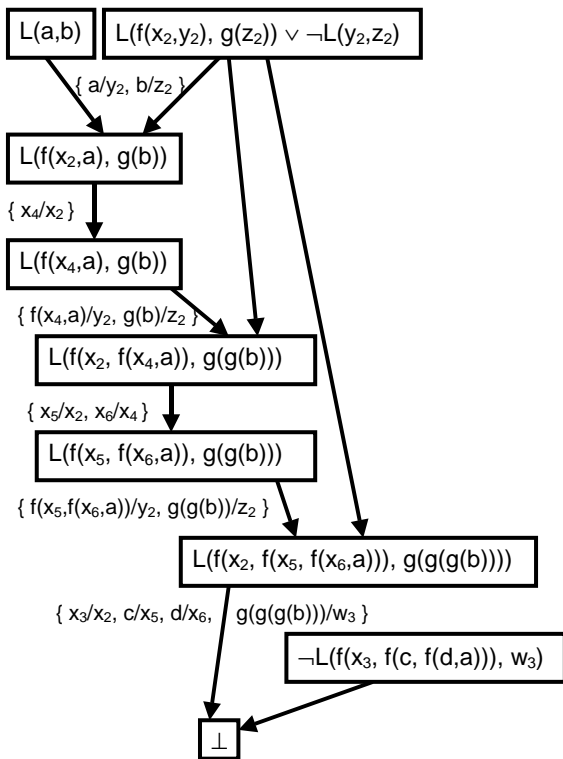 L(a,b)
L(f(x₂,y₂), g(z₂)) ∨ ¬L(y₂,z₂)
{ a/y₂, b/z₂ }
L(f(x₂,a), g(b))
{ x₄/x₂ }
L(f(x₄,a), g(b))
{ f(x₄,a)/y₂, g(b)/z₂ }
L(f(x₂, f(x₄,a)), g(g(b)))
{ x₅/x₂, x₆/x₄ }
L(f(x₅, f(x₆,a)), g(g(b)))
{ f(x₅,f(x₆,a))/y₂, g(g(b))/z₂ }
L(f(x₂, f(x₅, f(x₆,a))), g(g(g(b))))
{ x₃/x₂, c/x₅, d/x₆, g(g(g(b)))/w₃ }
¬L(f(x₃, f(c, f(d,a))), w₃)
⊥